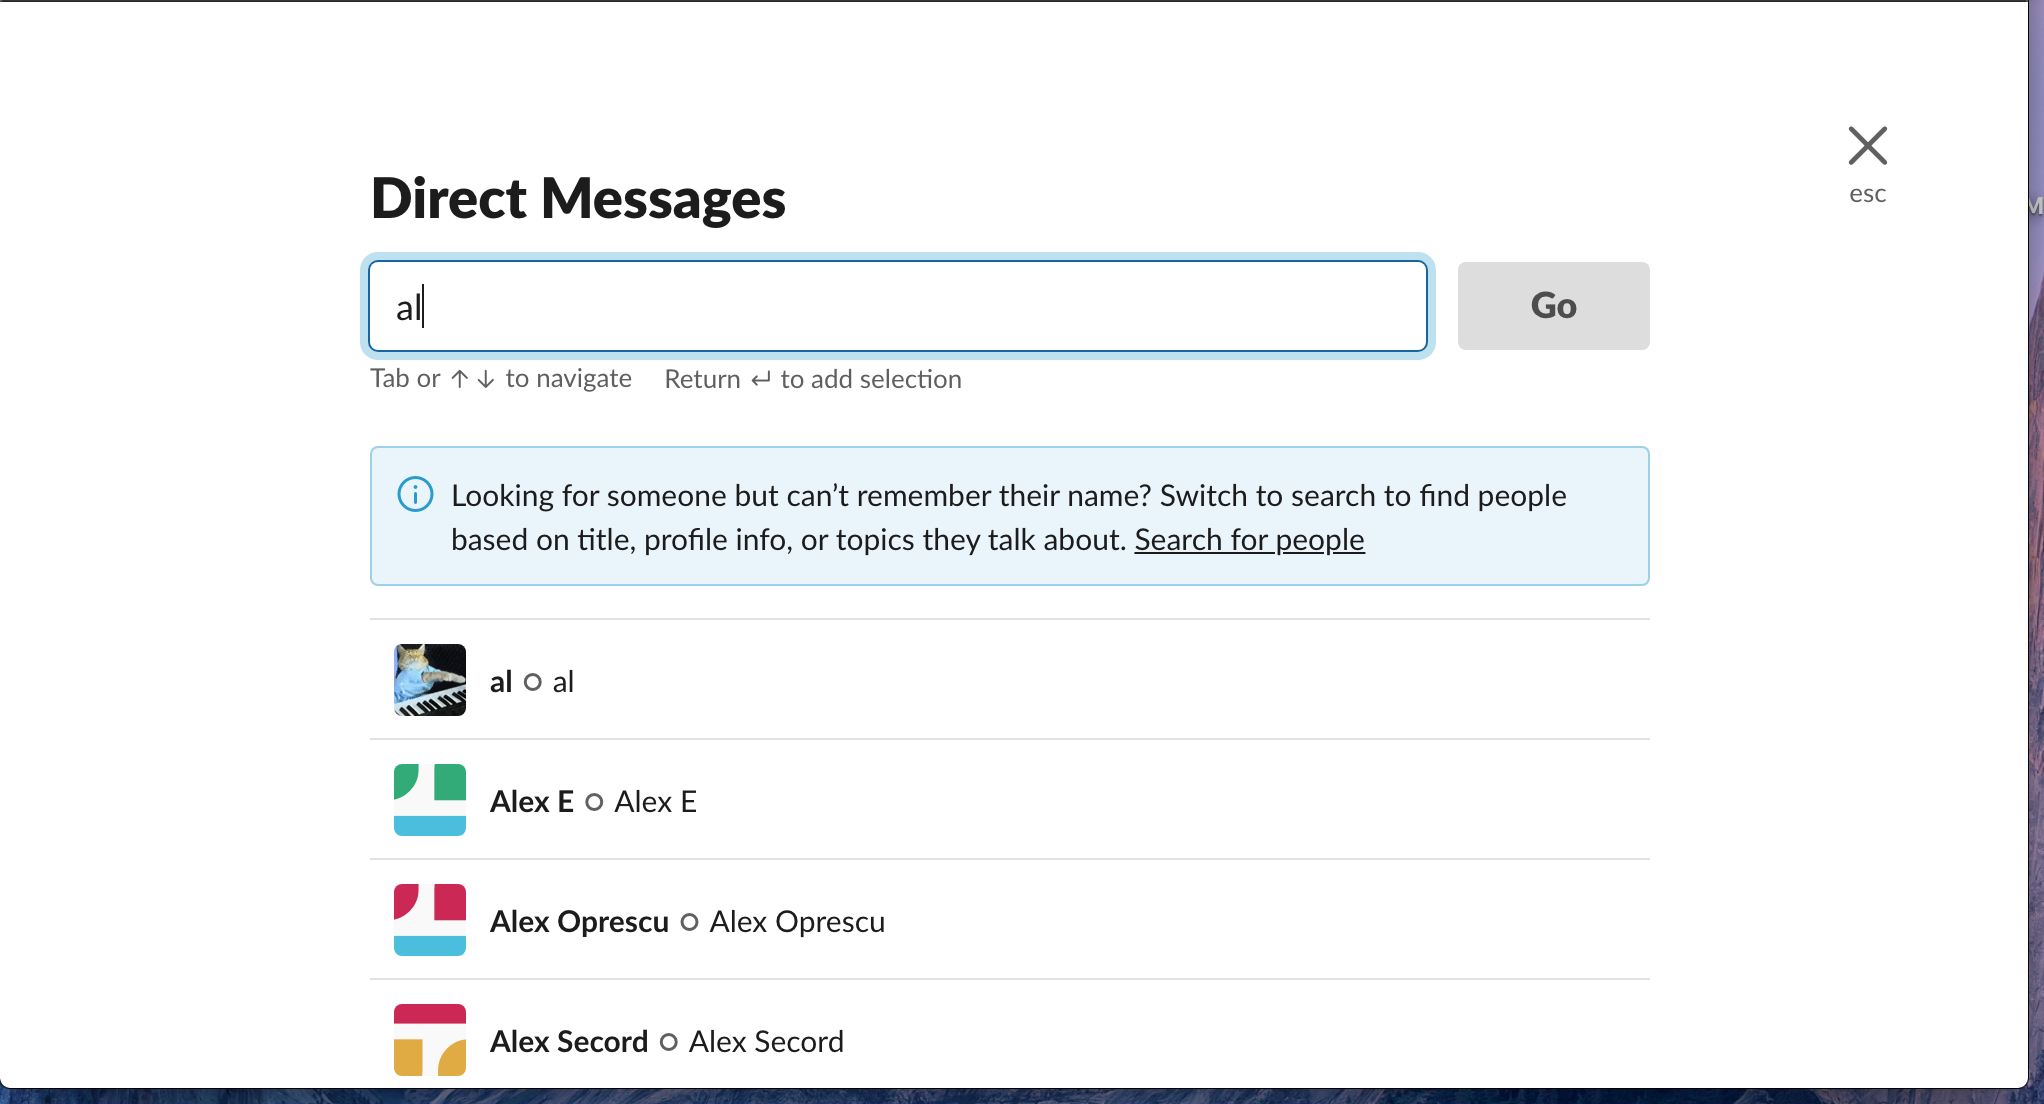 esc
Direct Messages
al
Go
Tab or ↑ ↓ to navigate Return ↵ to add selection
Looking for someone but can’t remember their name? Switch to search to find people
based on title, profile info, or topics they talk about. Search for people
al al
Alex E Alex E
Alex Oprescu Alex Oprescu
Alex Secord Alex Secord